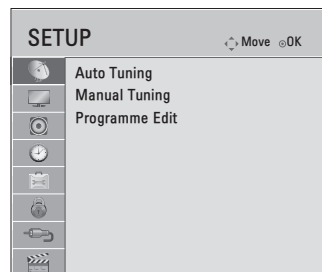 SETUP Move OK
Auto Tuning
Manual Tuning
Programme Edit